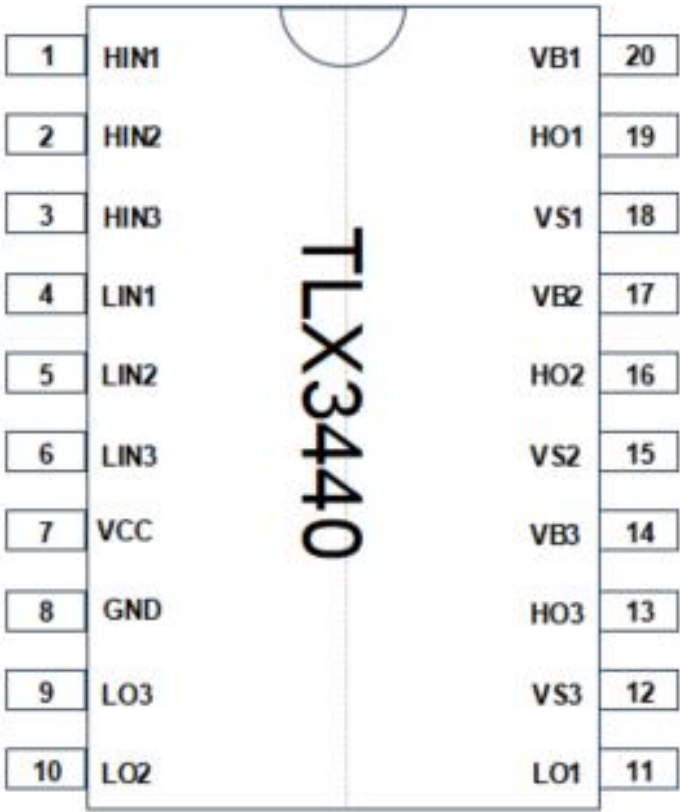 1 HIN1 VB1 20
2 HIN2 HO1 19
3 HIN3 VS1 18
4 LIN1 VB2 17
5 LIN2 HO2 16
6 LIN3 VS2 15
7 VCC VB3 14
8 GND HO3 13
9 LO3 VS3 12
10 LO2 LO1 11
TLX3440